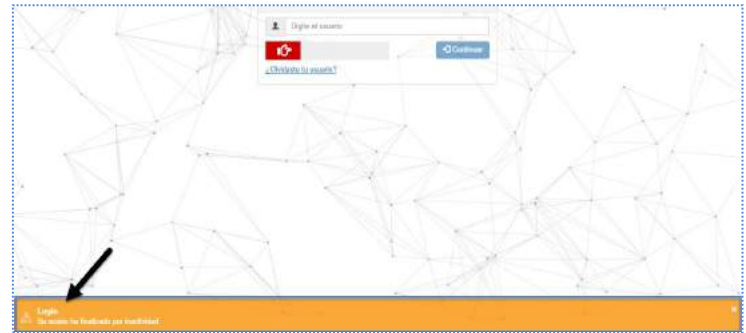 Digite el usuario
Continuar
¿Olvidaste tu usuario?
Login
Su sesión ha finalizado por inactividad